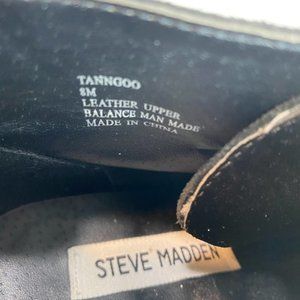 TANNGOO
8M
LEATHER UPPER
BALANCE MAN MADE
MADE IN CHINA
STEVE MADDEN